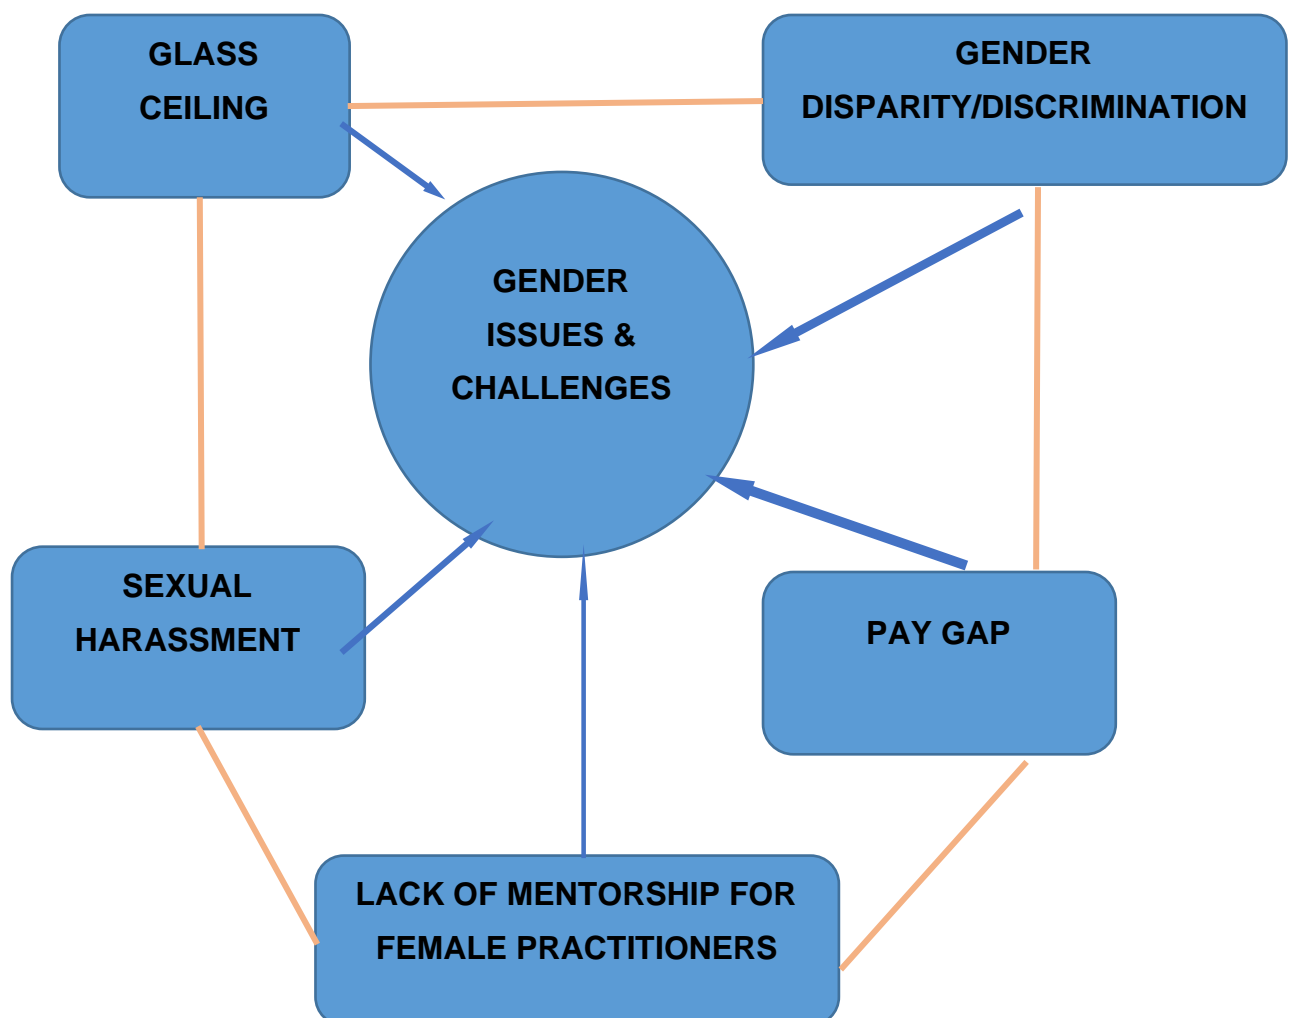 GLASS
CEILING
GENDER
DISPARITY/DISCRIMINATION
GENDER
ISSUES &
CHALLENGES
SEXUAL
HARASSMENT
PAY GAP
LACK OF MENTORSHIP FOR
FEMALE PRACTITIONERS